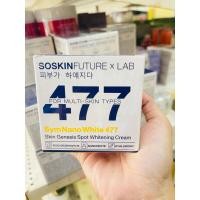 SOSKINFUTURE x LAB
피부가 하얘지다
477
FOR MULTI-SKIN TYPES
SymNanoWhite 477
Skin Genesis Spot Whitening Cream